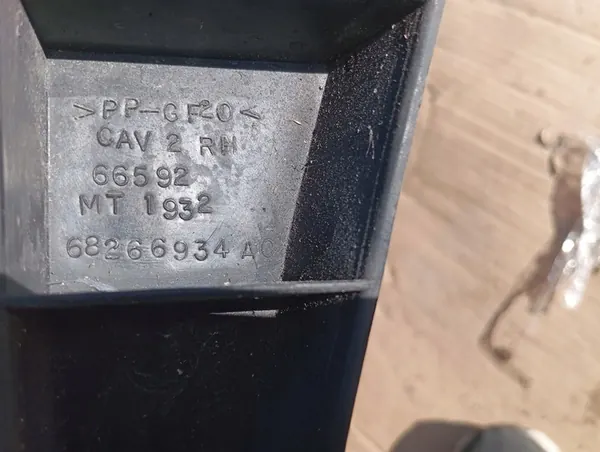 >PP-GF20<
CAV 2 RH
66592
MT 1932
68266934AC